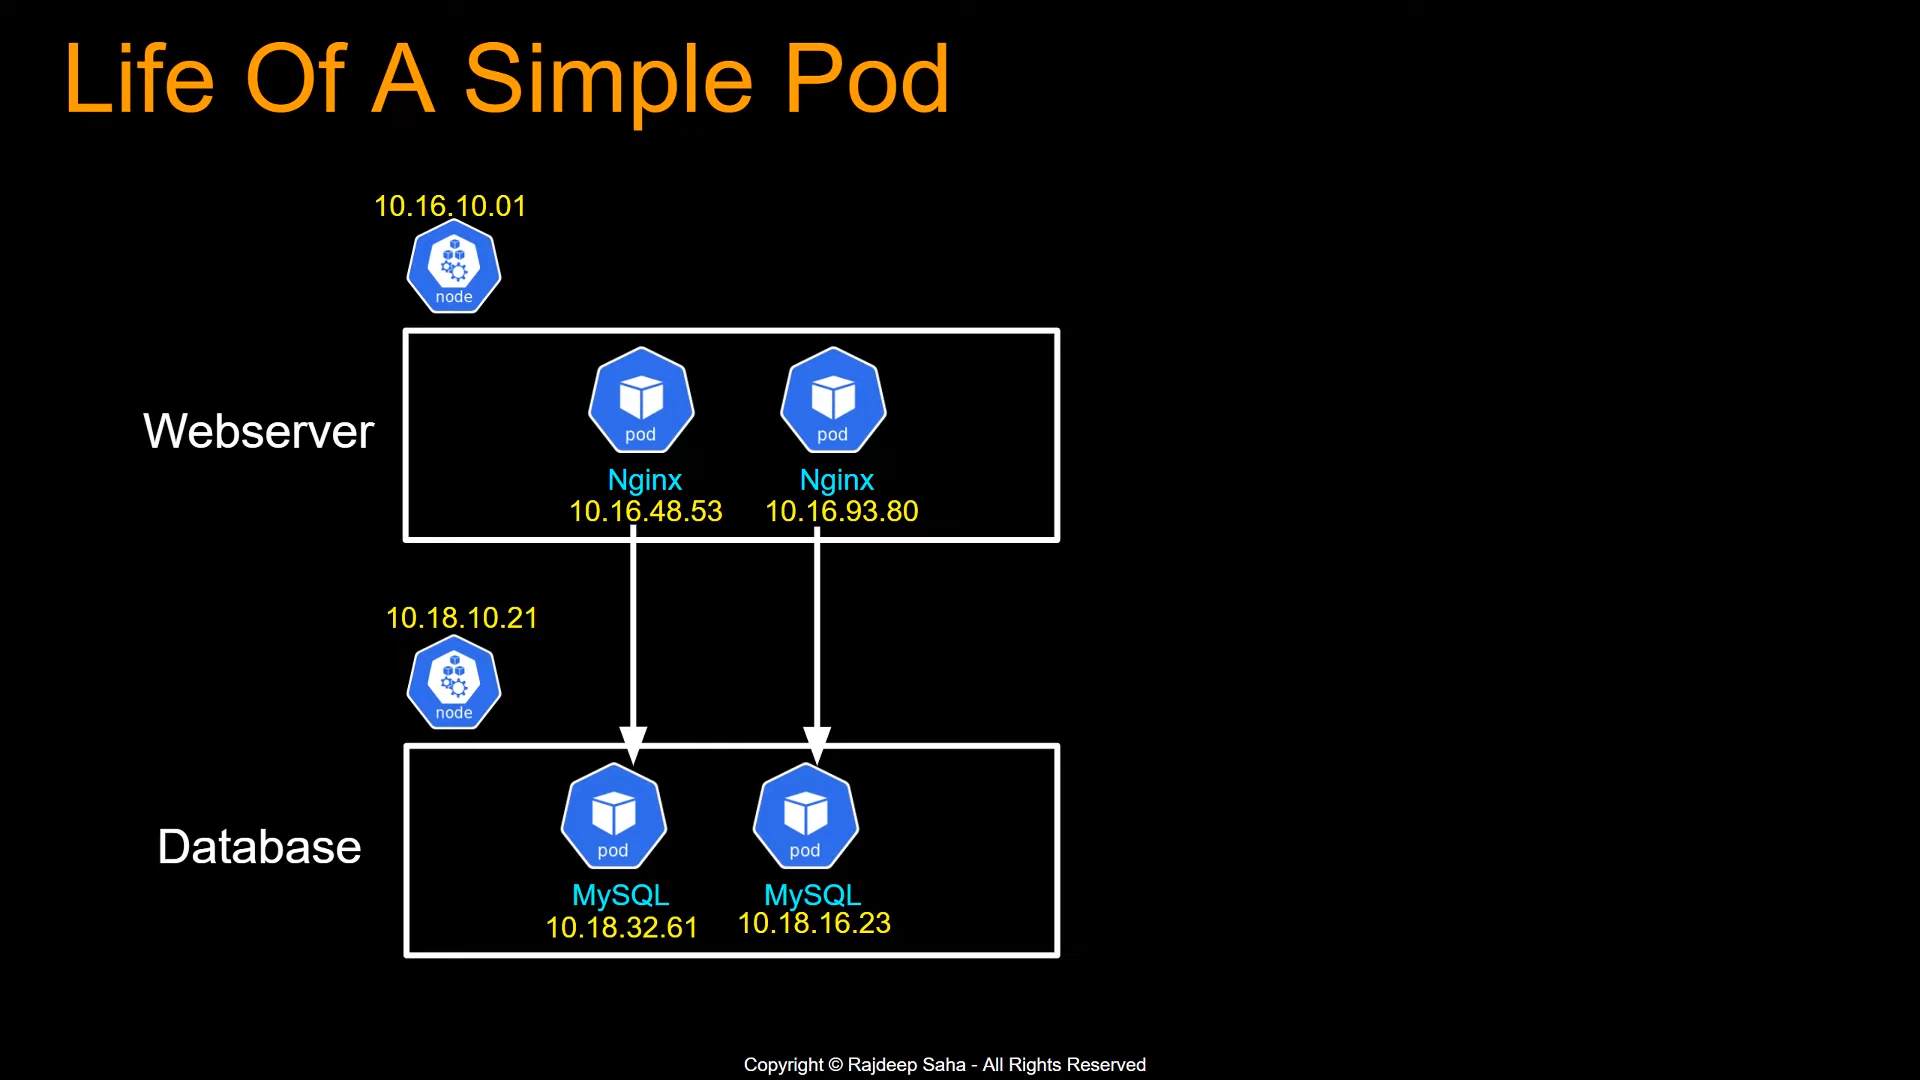 Life Of A Simple Pod
10.16.10.01
node
Webserver
pod
pod
Nginx
Nginx
10.16.48.53
10.16.93.80
10.18.10.21
node
Database
pod
pod
MySQL
MySQL
10.18.32.61
10.18.16.23
Copyright © Rajdeep Saha - All Rights Reserved